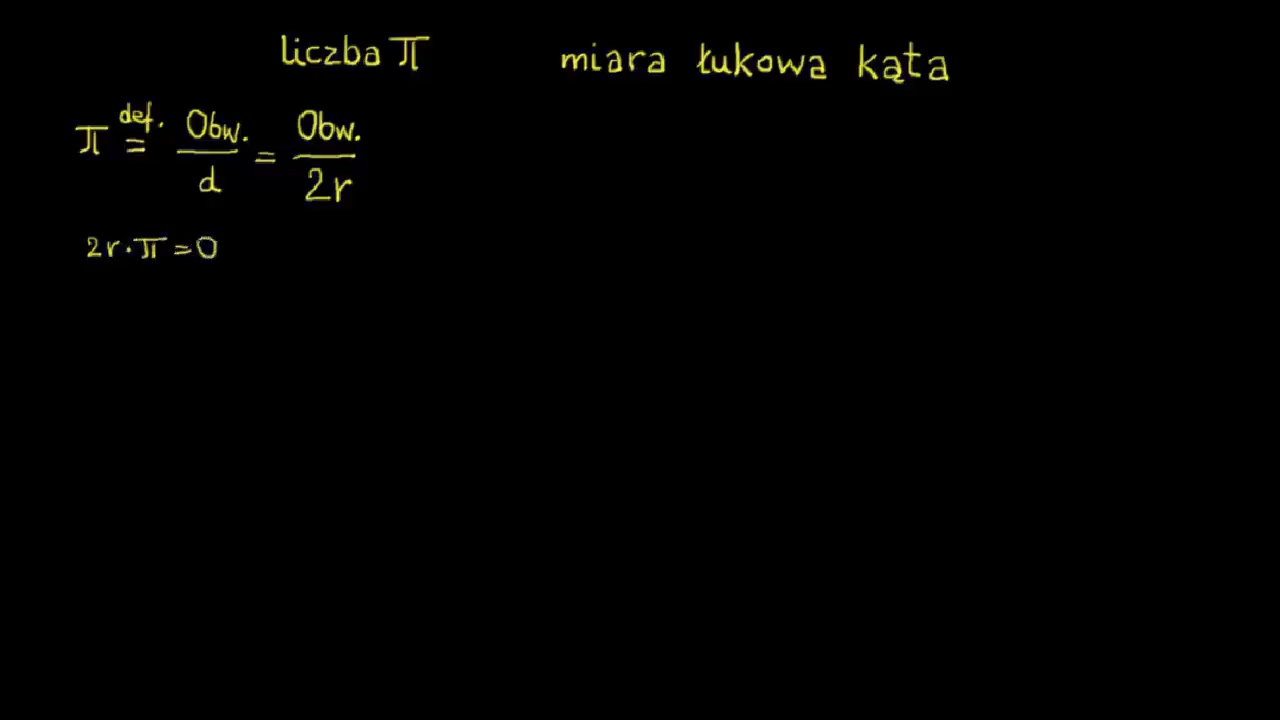 liczba π miara łukowa kąta
π def. = Obw. / d = Obw. / 2r
2r · π = O